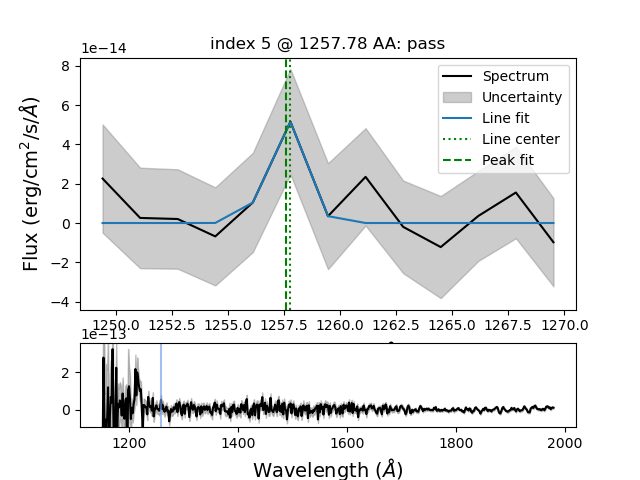 index 5 @ 1257.78 AA: pass
1e−14
8
6
4
2
0
−2
−4
Flux (erg/cm²/s/Å)
Spectrum
Uncertainty
Line fit
Line center
Peak fit
1250.0 1252.5 1255.0 1257.5 1260.0 1262.5 1265.0 1267.5 1270.0
1e−13
2
0
1200 1400 1600 1800 2000
Wavelength (Å)